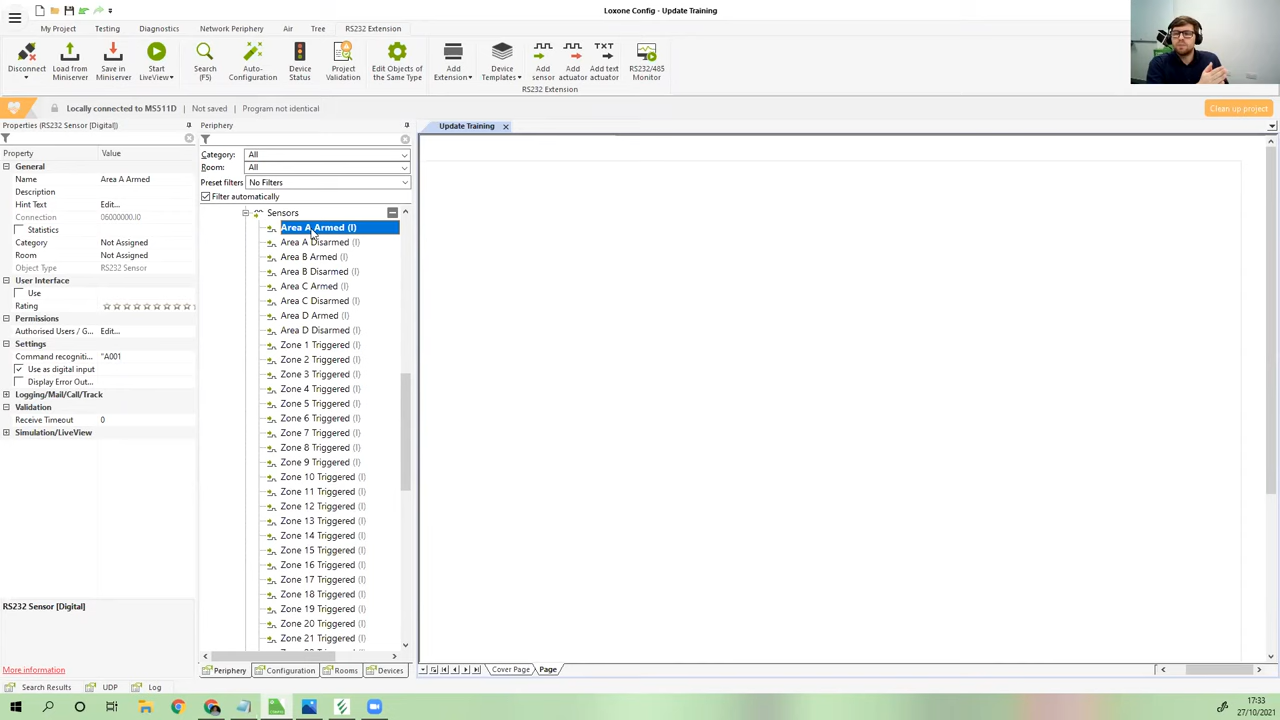 Loxone Config - Update Training
My Project Testing Diagnostics Network Periphery Air Tree RS232 Extension
Disconnect Load from Miniserver Save in Miniserver Start LiveView Search (F5) Auto-Configuration Device Status Project Validation Edit Objects of the Same Type Add Extension Device Templates Add sensor Add actuator Add text actuator RS232/485 Monitor
TXT
RS232 Extension
Locally connected to MS511D Not saved Program not identical Clean up project
Properties (RS232 Sensor [Digital])
Property Value
General
Name Area A Armed
Description
Hint Text Edit...
Connection 06000000.I0
Statistics
Category Not Assigned
Room Not Assigned
Object Type RS232 Sensor
User Interface
Use
Rating
Permissions
Authorised Users / G... Edit...
Settings
Command recogniti... "A001
Use as digital input
Display Error Out...
Logging/Mail/Call/Track
Validation
Receive Timeout 0
Simulation/LiveView
RS232 Sensor [Digital]
More information
Periphery
Category: All
Room: All
Preset filters No Filters
Filter automatically
Sensors
Area A Armed (I)
Area A Disarmed (I)
Area B Armed (I)
Area B Disarmed (I)
Area C Armed (I)
Area C Disarmed (I)
Area D Armed (I)
Area D Disarmed (I)
Zone 1 Triggered (I)
Zone 2 Triggered (I)
Zone 3 Triggered (I)
Zone 4 Triggered (I)
Zone 5 Triggered (I)
Zone 6 Triggered (I)
Zone 7 Triggered (I)
Zone 8 Triggered (I)
Zone 9 Triggered (I)
Zone 10 Triggered (I)
Zone 11 Triggered (I)
Zone 12 Triggered (I)
Zone 13 Triggered (I)
Zone 14 Triggered (I)
Zone 15 Triggered (I)
Zone 16 Triggered (I)
Zone 17 Triggered (I)
Zone 18 Triggered (I)
Zone 19 Triggered (I)
Zone 20 Triggered (I)
Zone 21 Triggered (I)
Periphery Configuration Rooms Devices
Update Training
Cover Page Page
Search Results UDP Log
17:33
27/10/2021